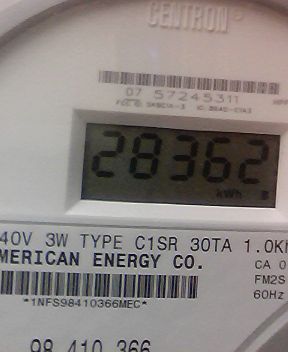 CENTRON®
07 57245311
28362
kWh
40V 3W TYPE C1SR 30TA 1.0K
MERICAN ENERGY CO. CA 0
FM2S
*1NFS98410366MEC* 60Hz
98 410 366